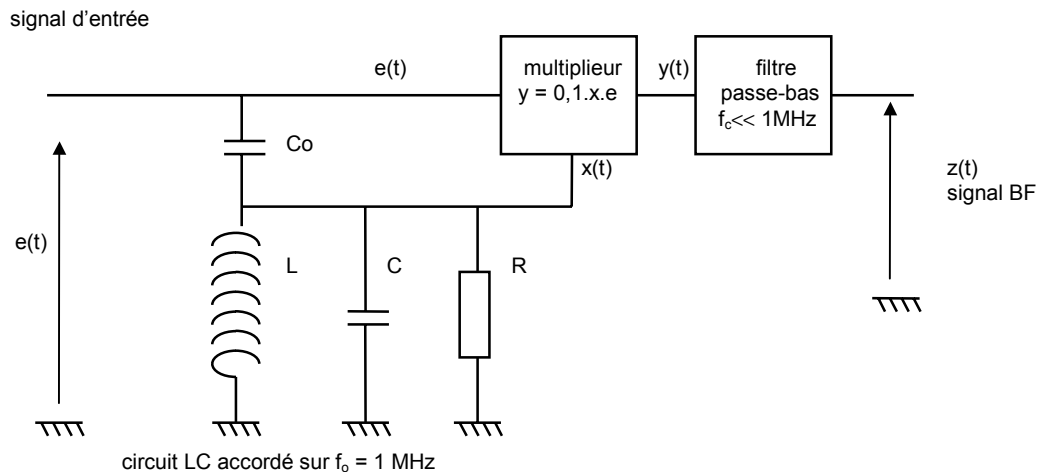 signal d'entrée
e(t)
multiplieur
y = 0,1.x.e
y(t)
filtre
passe-bas
fc<< 1MHz
Co
x(t)
z(t)
signal BF
e(t)
L
C
R
circuit LC accordé sur fo = 1 MHz